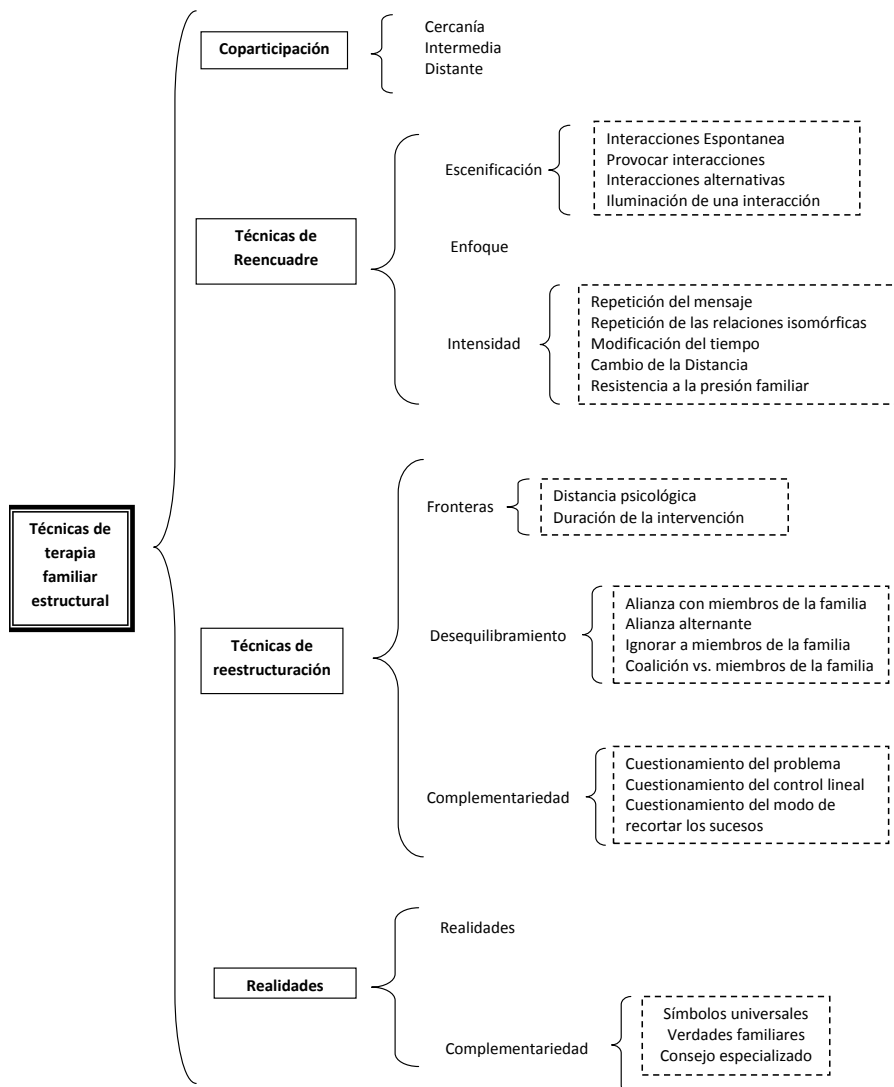 Coparticipación
Cercanía
Intermedia
Distante
Técnicas de
Reencuadre
Escenificación
Interacciones Espontanea
Provocar interacciones
Interacciones alternativas
Iluminación de una interacción
Enfoque
Intensidad
Repetición del mensaje
Repetición de las relaciones isomórficas
Modificación del tiempo
Cambio de la Distancia
Resistencia a la presión familiar
Técnicas de
terapia
familiar
estructural
Técnicas de
reestructuración
Fronteras
Distancia psicológica
Duración de la intervención
Desequilibramiento
Alianza con miembros de la familia
Alianza alternante
Ignorar a miembros de la familia
Coalición vs. miembros de la familia
Complementariedad
Cuestionamiento del problema
Cuestionamiento del control lineal
Cuestionamiento del modo de
recortar los sucesos
Realidades
Realidades
Complementariedad
Símbolos universales
Verdades familiares
Consejo especializado